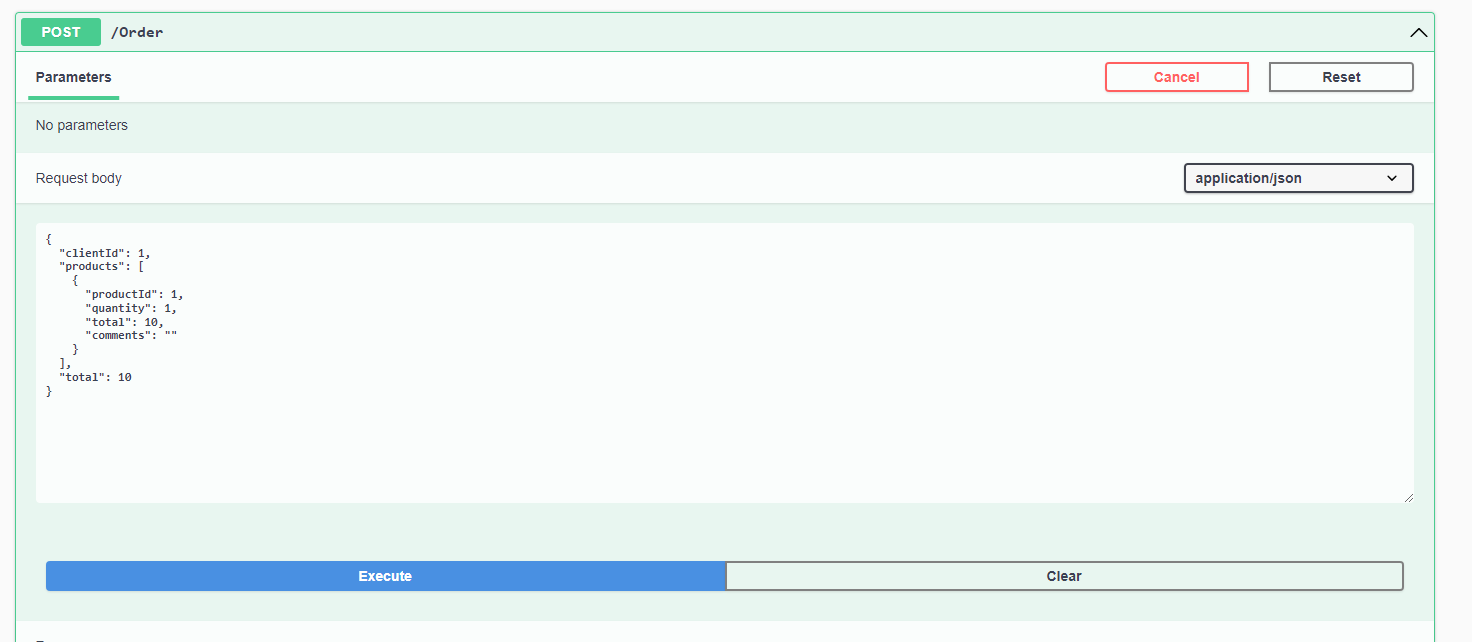 POST /Order
Parameters Cancel Reset
No parameters
Request body application/json
{
"clientId": 1,
"products": [
{
"productId": 1,
"quantity": 1,
"total": 10,
"comments": ""
}
],
"total": 10
}
Execute Clear